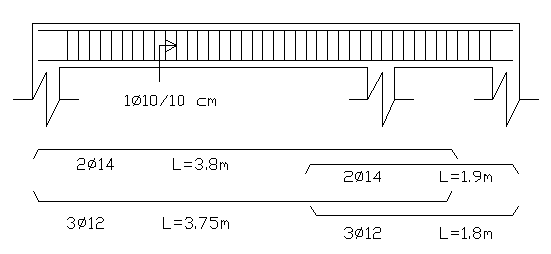 1Ø10/10 cm
2Ø14 L=3.8m
2Ø14 L=1.9m
3Ø12 L=3.75m
3Ø12 L=1.8m